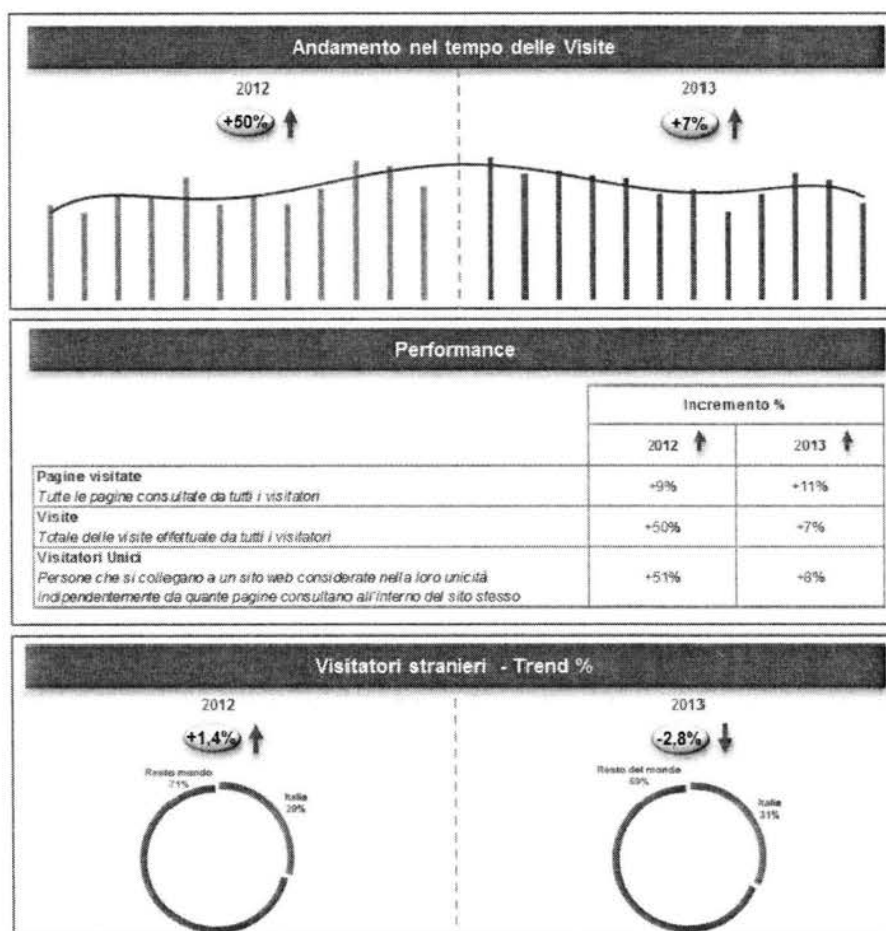 Andamento nel tempo delle Visite
2012
+50%
2013
+7%
Performance
Incremento %
2012
2013
Pagine visitate
Tutte le pagine consultate da tutti i visitatori
+9%
+11%
Visite
Totale delle visite effettuate da tutti i visitatori
+50%
+7%
Visitatori Unici
Persone che si collegano a un sito web considerate nella loro unicità
indipendentemente da quante pagine consultano all'interno del sito stesso
+51%
+8%
Visitatori stranieri - Trend %
2012
+1,4%
2013
-2,8%
Resto mondo
71%
Italia
29%
Resto del mondo
69%
Italia
31%